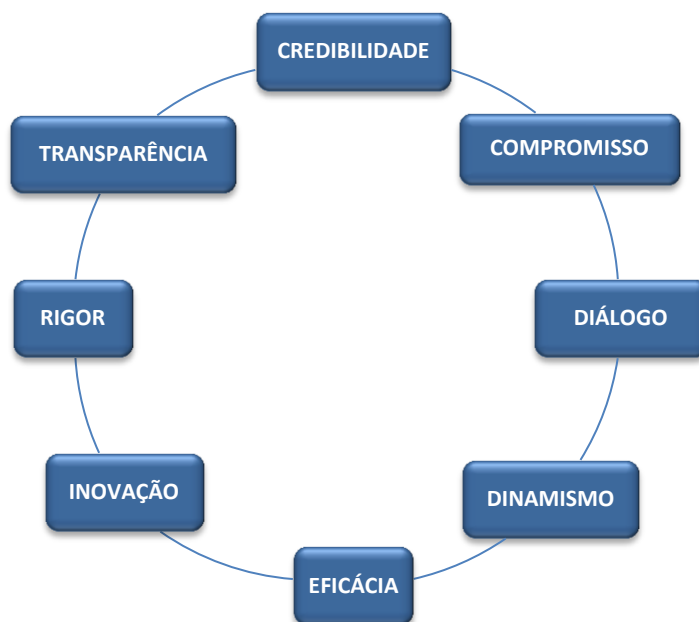 CREDIBILIDADE
COMPROMISSO
DIÁLOGO
DINAMISMO
EFICÁCIA
INOVAÇÃO
RIGOR
TRANSPARÊNCIA